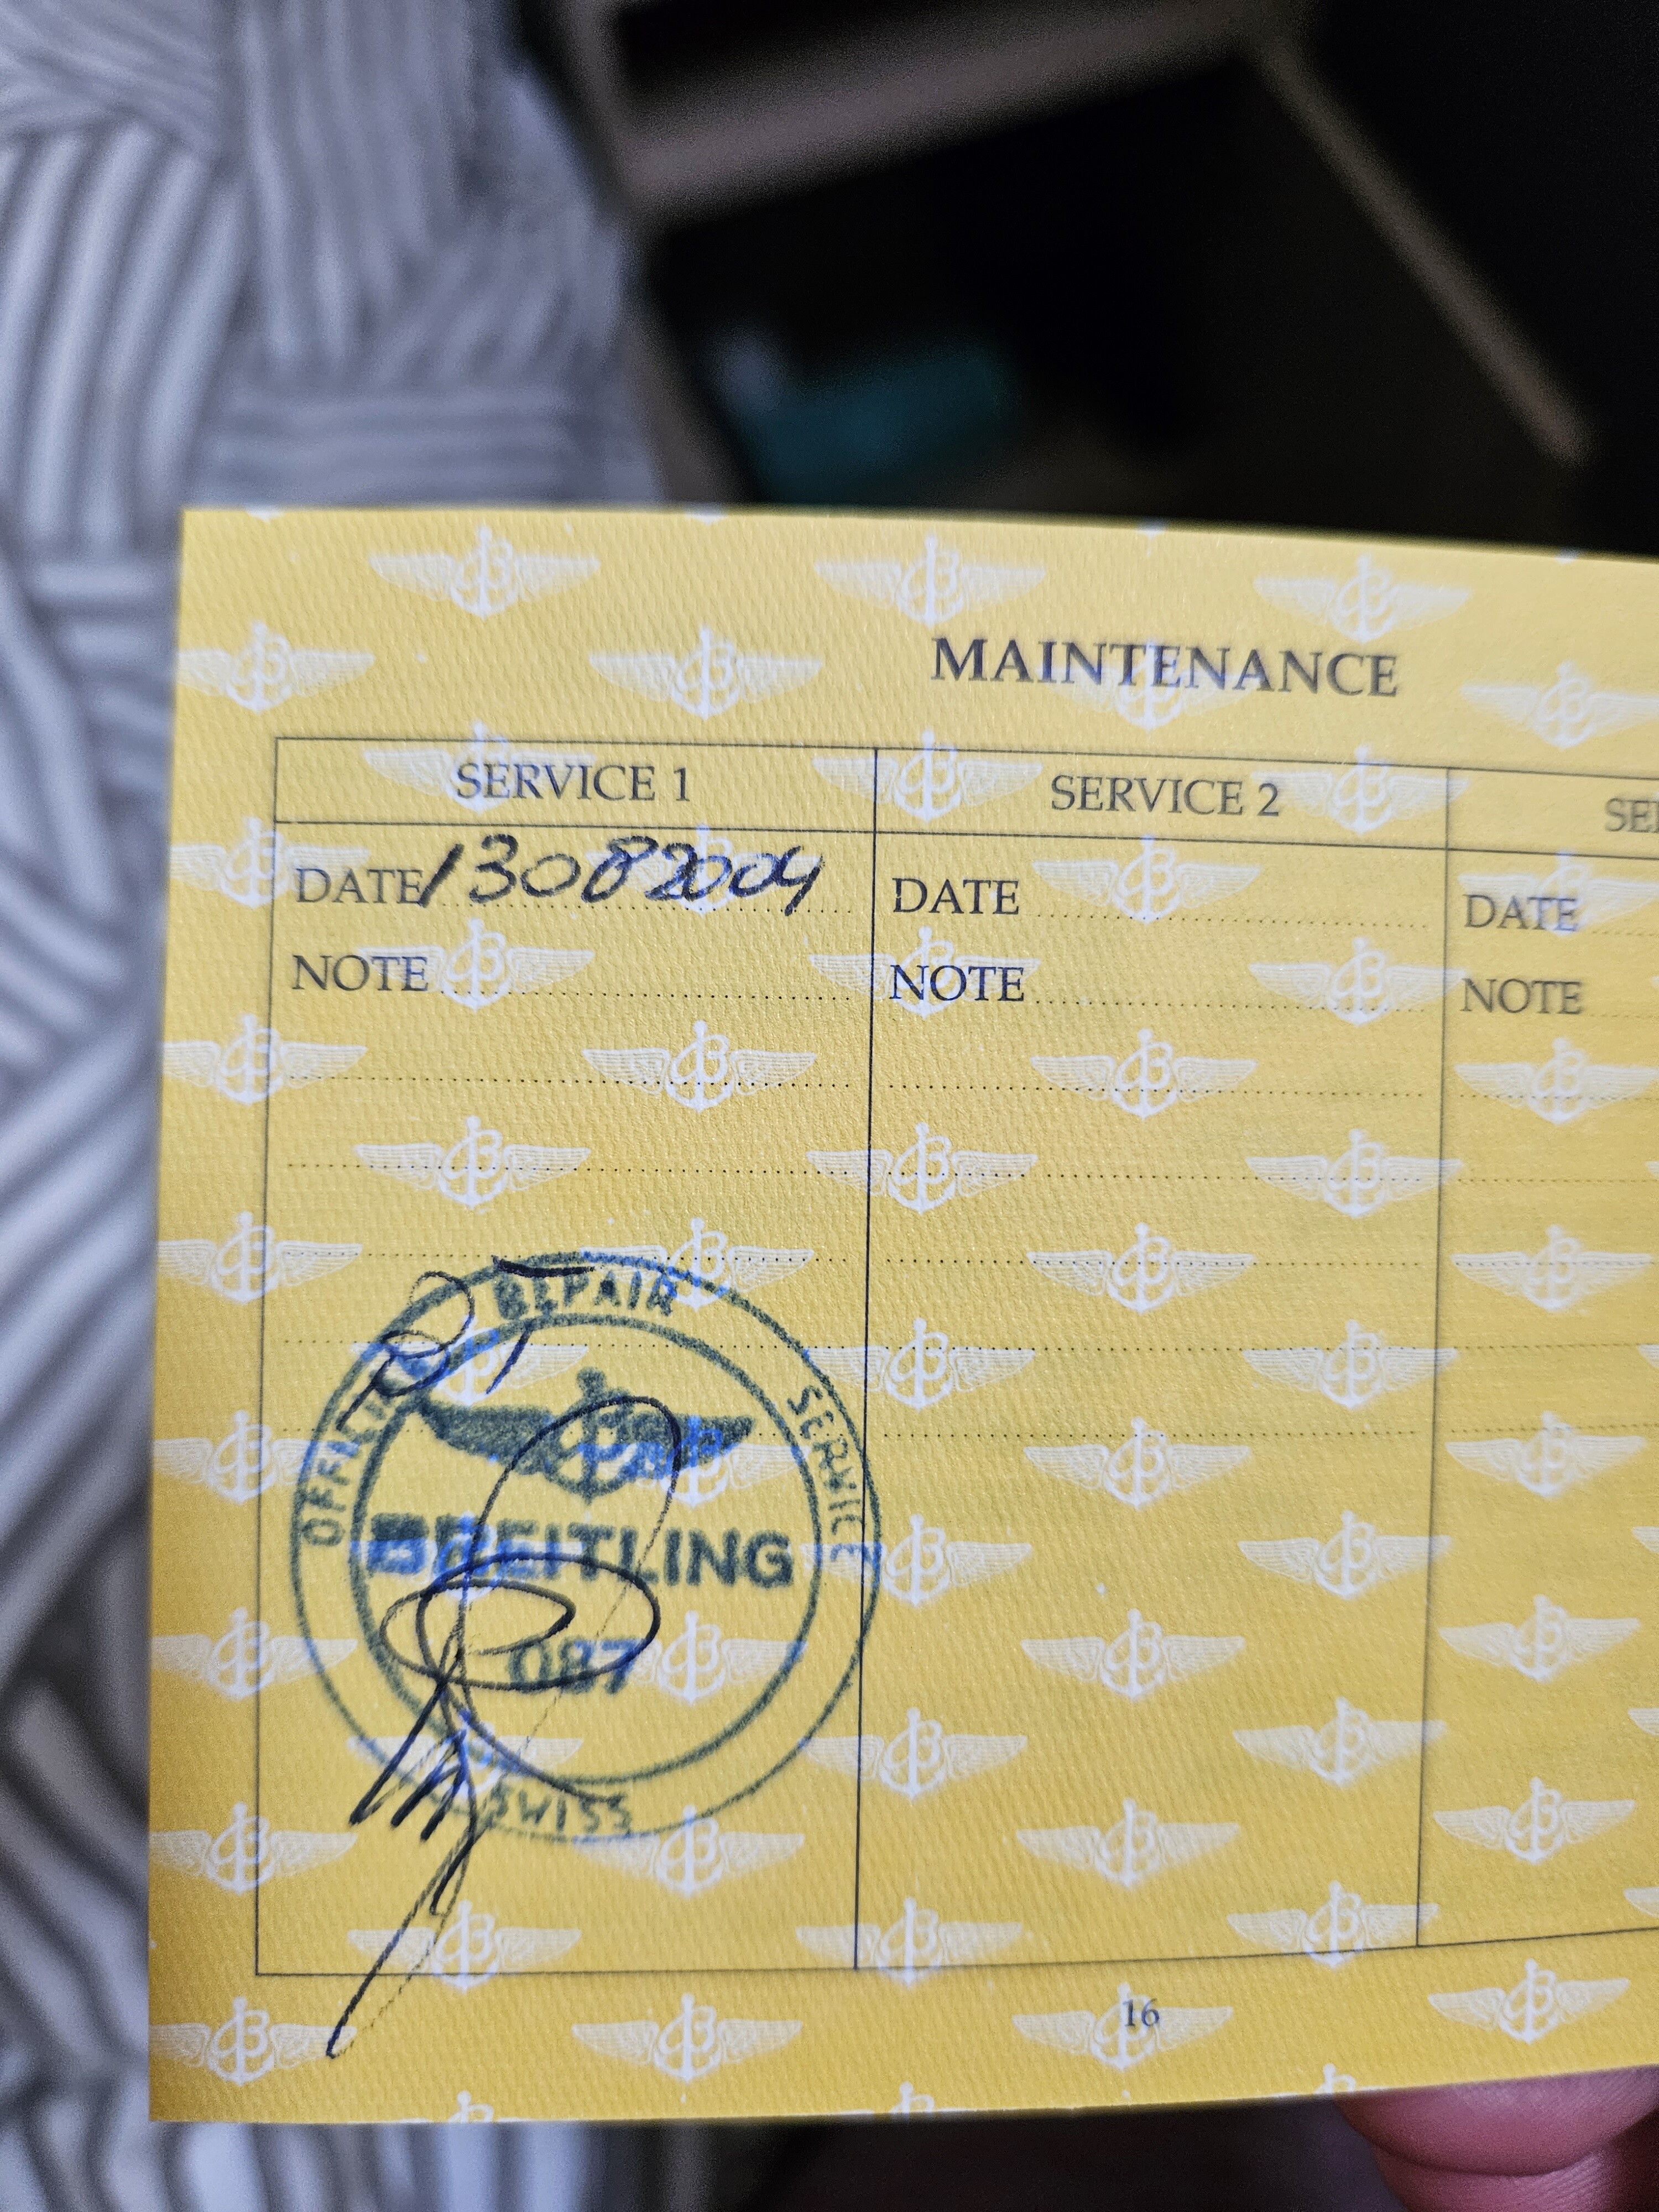 MAINTENANCE
SERVICE 1
DATE 13082004
NOTE
OFFICIAL REPAIR SERVICE
BREITLING
087
SWISS
SERVICE 2
DATE
NOTE
SE
DATE
NOTE
16